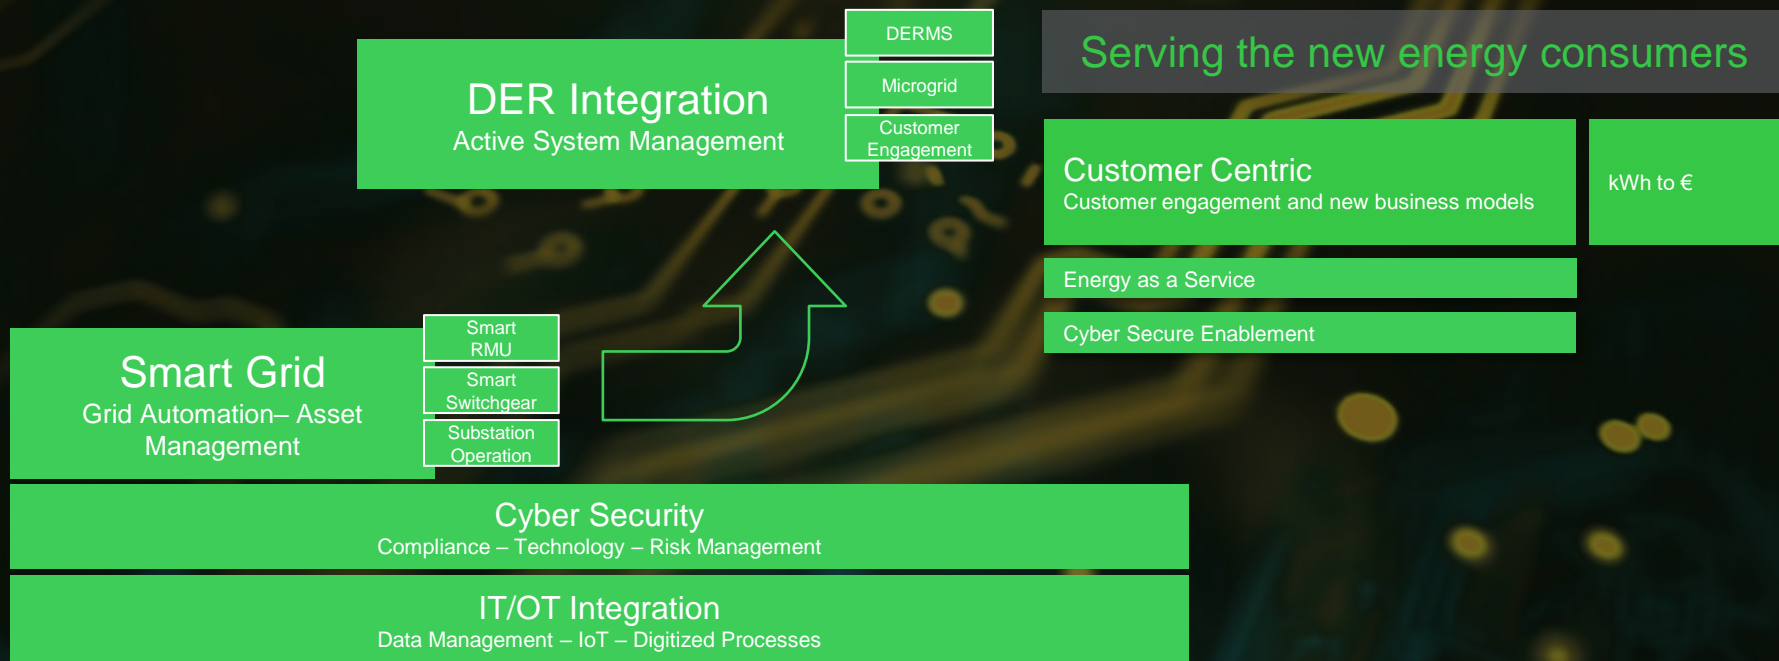 DERMS
DER Integration
Active System Management
Microgrid
Customer
Engagement
Serving the new energy consumers
Customer Centric
Customer engagement and new business models
kWh to €
Energy as a Service
Cyber Secure Enablement
Smart Grid
Grid Automation– Asset
Management
Smart
RMU
Smart
Switchgear
Substation
Operation
Cyber Security
Compliance – Technology – Risk Management
IT/OT Integration
Data Management – IoT – Digitized Processes